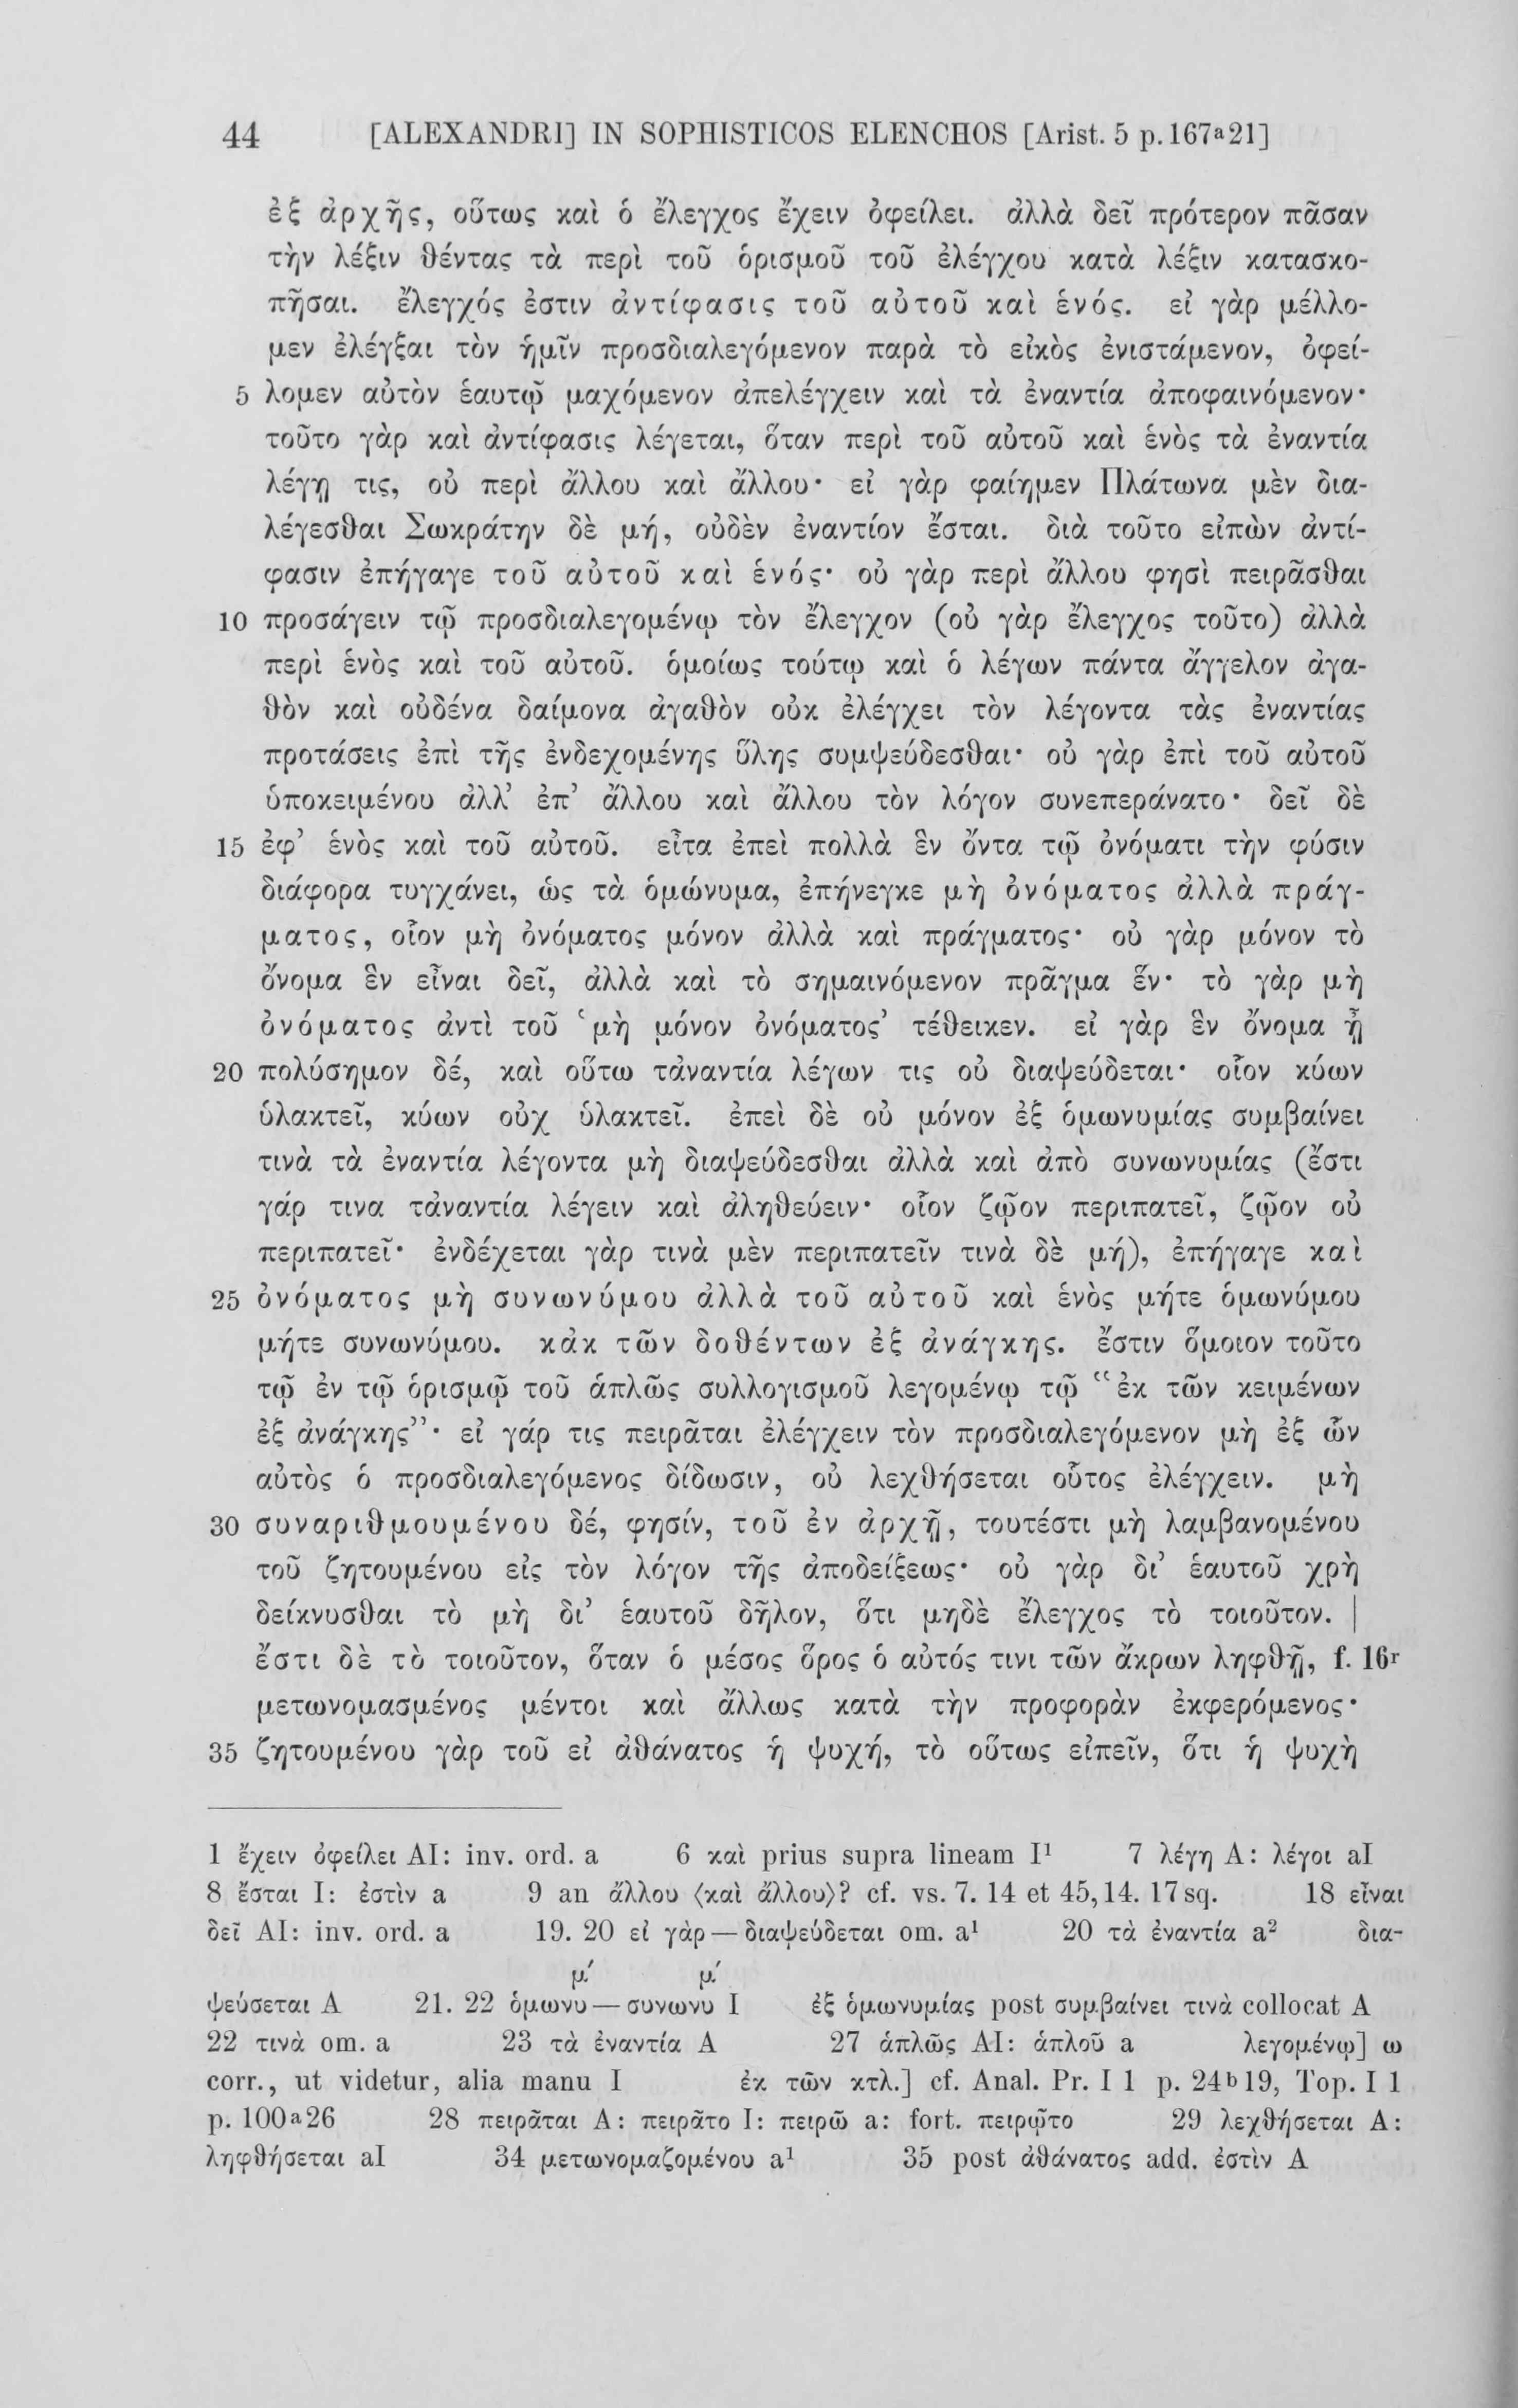 44 [ALEXANDRI] IN SOPHISTICOS ELENCHOS [Arist. 5 p. 167ª21]
ἐξ ἀρχῆς, οὕτως καὶ ὁ ἔλεγχος ἔχειν ὀφείλει. ἀλλὰ δεῖ πρότερον πᾶσαν
τὴν λέξιν θέντας τὰ περὶ τοῦ ὁρισμοῦ τοῦ ἐλέγχου κατὰ λέξιν κατασκο-
πῆσαι. ἔλεγχός ἐστιν ἀντίφασις τοῦ αὐτοῦ καὶ ἑνός. εἰ γὰρ μέλλο-
μεν ἐλέγξαι τὸν ἡμῖν προσδιαλεγόμενον παρὰ τὸ εἰκὸς ἐνιστάμενον, ὀφεί-
5 λομεν αὐτὸν ἑαυτῷ μαχόμενον ἀπελέγχειν καὶ τὰ ἐναντία ἀποφαινόμενον·
τοῦτο γὰρ καὶ ἀντίφασις λέγεται, ὅταν περὶ τοῦ αὐτοῦ καὶ ἑνὸς τὰ ἐναντία
λέγῃ τις, οὐ περὶ ἄλλου καὶ ἄλλου· εἰ γὰρ φαίημεν Πλάτωνα μὲν δια-
λέγεσθαι Σωκράτην δὲ μή, οὐδὲν ἐναντίον ἔσται. διὰ τοῦτο εἰπὼν ἀντί-
φασιν ἐπήγαγε τοῦ αὐτοῦ καὶ ἑνός· οὐ γὰρ περὶ ἄλλου φησὶ πειρᾶσθαι
10 προσάγειν τῷ προσδιαλεγομένῳ τὸν ἔλεγχον (οὐ γὰρ ἔλεγχος τοῦτο) ἀλλὰ
περὶ ἑνὸς καὶ τοῦ αὐτοῦ. ὁμοίως τούτῳ καὶ ὁ λέγων πάντα ἄγγελον ἀγα-
θὸν καὶ οὐδένα δαίμονα ἀγαθὸν οὐκ ἐλέγχει τὸν λέγοντα τὰς ἐναντίας
προτάσεις ἐπὶ τῆς ἐνδεχομένης ὕλης συμψεύδεσθαι· οὐ γὰρ ἐπὶ τοῦ αὐτοῦ
ὑποκειμένου ἀλλ’ ἐπ’ ἄλλου καὶ ἄλλου τὸν λόγον συνεπεράνατο· δεῖ δὲ
15 ἐφ’ ἑνὸς καὶ τοῦ αὐτοῦ. εἶτα ἐπεὶ πολλὰ ἓν ὄντα τῷ ὀνόματι τὴν φύσιν
διάφορα τυγχάνει, ὡς τὰ ὁμώνυμα, ἐπήνεγκε μὴ ὀνόματος ἀλλὰ πράγ-
ματος, οἷον μὴ ὀνόματος μόνον ἀλλὰ καὶ πράγματος· οὐ γὰρ μόνον τὸ
ὄνομα ἓν εἶναι δεῖ, ἀλλὰ καὶ τὸ σημαινόμενον πρᾶγμα ἕν· τὸ γὰρ μὴ
ὀνόματος ἀντὶ τοῦ ‘μὴ μόνον ὀνόματος’ τέθεικεν. εἰ γὰρ ἓν ὄνομα ᾖ
20 πολύσημον δέ, καὶ οὕτω τἀναντία λέγων τις οὐ διαψεύδεται· οἷον κύων
ὑλακτεῖ, κύων οὐχ ὑλακτεῖ. ἐπεὶ δὲ οὐ μόνον ἐξ ὁμωνυμίας συμβαίνει
τινὰ τὰ ἐναντία λέγοντα μὴ διαψεύδεσθαι ἀλλὰ καὶ ἀπὸ συνωνυμίας (ἔστι
γάρ τινα τἀναντία λέγειν καὶ ἀληθεύειν· οἷον ζῷον περιπατεῖ, ζῷον οὐ
περιπατεῖ· ἐνδέχεται γὰρ τινὰ μὲν περιπατεῖν τινὰ δὲ μή), ἐπήγαγε καὶ
25 ὀνόματος μὴ συνωνύμου ἀλλὰ τοῦ αὐτοῦ καὶ ἑνὸς μήτε ὁμωνύμου
μήτε συνωνύμου. κἀκ τῶν δοθέντων ἐξ ἀνάγκης. ἔστιν ὅμοιον τοῦτο
τῷ ἐν τῷ ὁρισμῷ τοῦ ἁπλῶς συλλογισμοῦ λεγομένῳ τῷ “ἐκ τῶν κειμένων
ἐξ ἀνάγκης”· εἰ γάρ τις πειρᾶται ἐλέγχειν τὸν προσδιαλεγόμενον μὴ ἐξ ὧν
αὐτὸς ὁ προσδιαλεγόμενος δίδωσιν, οὐ λεχθήσεται οὗτος ἐλέγχειν. μὴ
30 συναριθμουμένου δέ, φησίν, τοῦ ἐν ἀρχῇ, τουτέστι μὴ λαμβανομένου
τοῦ ζητουμένου εἰς τὸν λόγον τῆς ἀποδείξεως· οὐ γὰρ δι’ ἑαυτοῦ χρὴ
δείκνυσθαι τὸ μὴ δι’ ἑαυτοῦ δῆλον, ὅτι μηδὲ ἔλεγχος τὸ τοιοῦτον. |
ἔστι δὲ τὸ τοιοῦτον, ὅταν ὁ μέσος ὅρος ὁ αὐτός τινι τῶν ἄκρων ληφθῇ, f. 16ʳ
μετωνομασμένος μέντοι καὶ ἄλλως κατὰ τὴν προφορὰν ἐκφερόμενος·
35 ζητουμένου γὰρ τοῦ εἰ ἀθάνατος ἡ ψυχή, τὸ οὕτως εἰπεῖν, ὅτι ἡ ψυχὴ
1 ἔχειν ὀφείλει AI: inv. ord. a 6 καὶ prius supra lineam I¹ 7 λέγη A: λέγοι aI
8 ἔσται I: ἐστὶν a 9 an ἄλλου ⟨καὶ ἄλλου⟩? cf. vs. 7. 14 et 45,14. 17 sq. 18 εἶναι
δεῖ AI: inv. ord. a 19. 20 εἰ γὰρ — διαψεύδεται om. a¹ 20 τὰ ἐναντία a² δια-
μ´ μ´
ψεύσεται A 21. 22 ὁμωνυ — συνωνυ I ἐξ ὁμωνυμίας post συμβαίνει τινὰ collocat A
22 τινὰ om. a 23 τὰ ἐναντία A 27 ἁπλῶς AI: ἁπλοῦ a λεγομένῳ] ω
corr., ut videtur, alia manu I ἐκ τῶν κτλ.] cf. Anal. Pr. I 1 p. 24ᵇ19, Top. I 1
p. 100ª26 28 πειρᾶται A: πειρᾶτο I: πειρῶ a: fort. πειρῷτο 29 λεχθήσεται A:
ληφθήσεται aI 34 μετωνομαζομένου a¹ 35 post ἀθάνατος add. ἐστὶν A